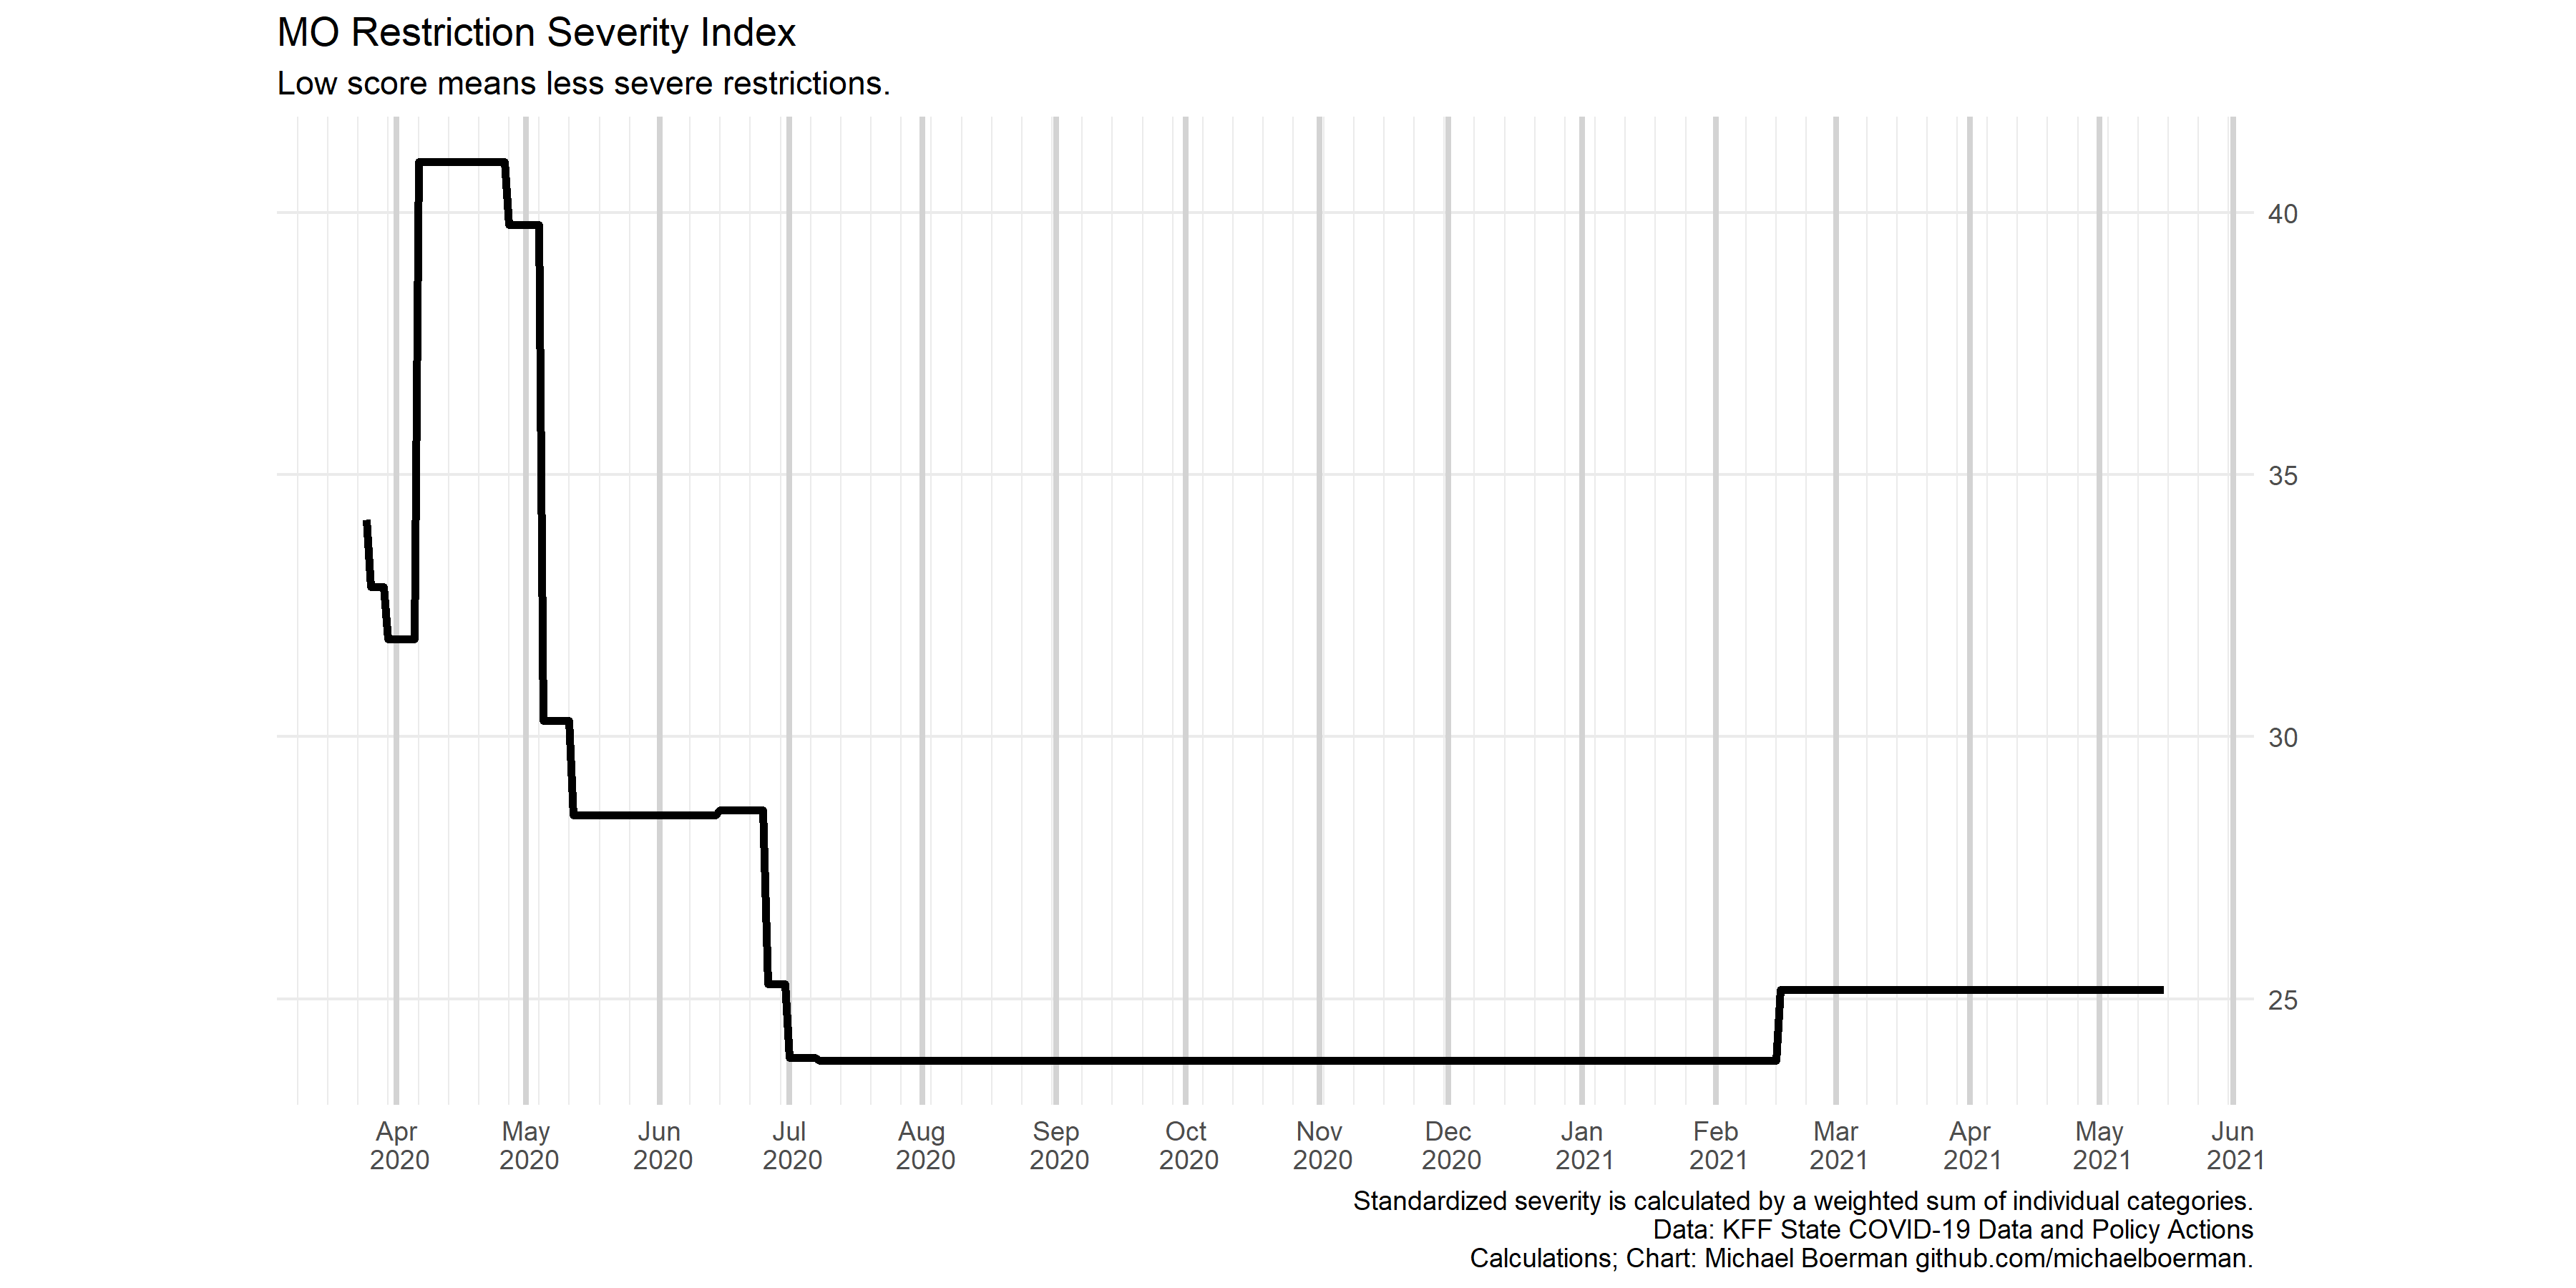 MO Restriction Severity Index
Low score means less severe restrictions.
40
35
30
25
Apr May Jun Jul Aug Sep Oct Nov Dec Jan Feb Mar Apr May Jun
2020 2020 2020 2020 2020 2020 2020 2020 2020 2021 2021 2021 2021 2021 2021
Standardized severity is calculated by a weighted sum of individual categories.
Data: KFF State COVID-19 Data and Policy Actions
Calculations; Chart: Michael Boerman github.com/michaelboerman.